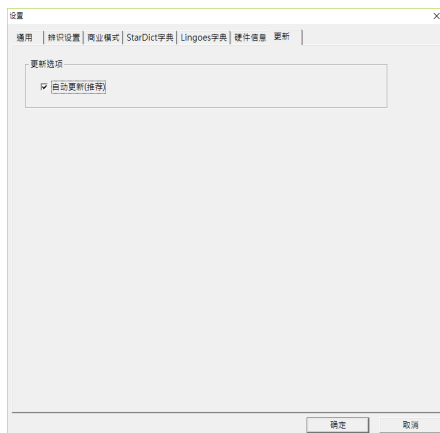 设置
通用 辨识设置 商业模式 StarDict字典 Lingoes字典 硬件信息 更新
更新选项
自动更新(推荐)
确定 取消